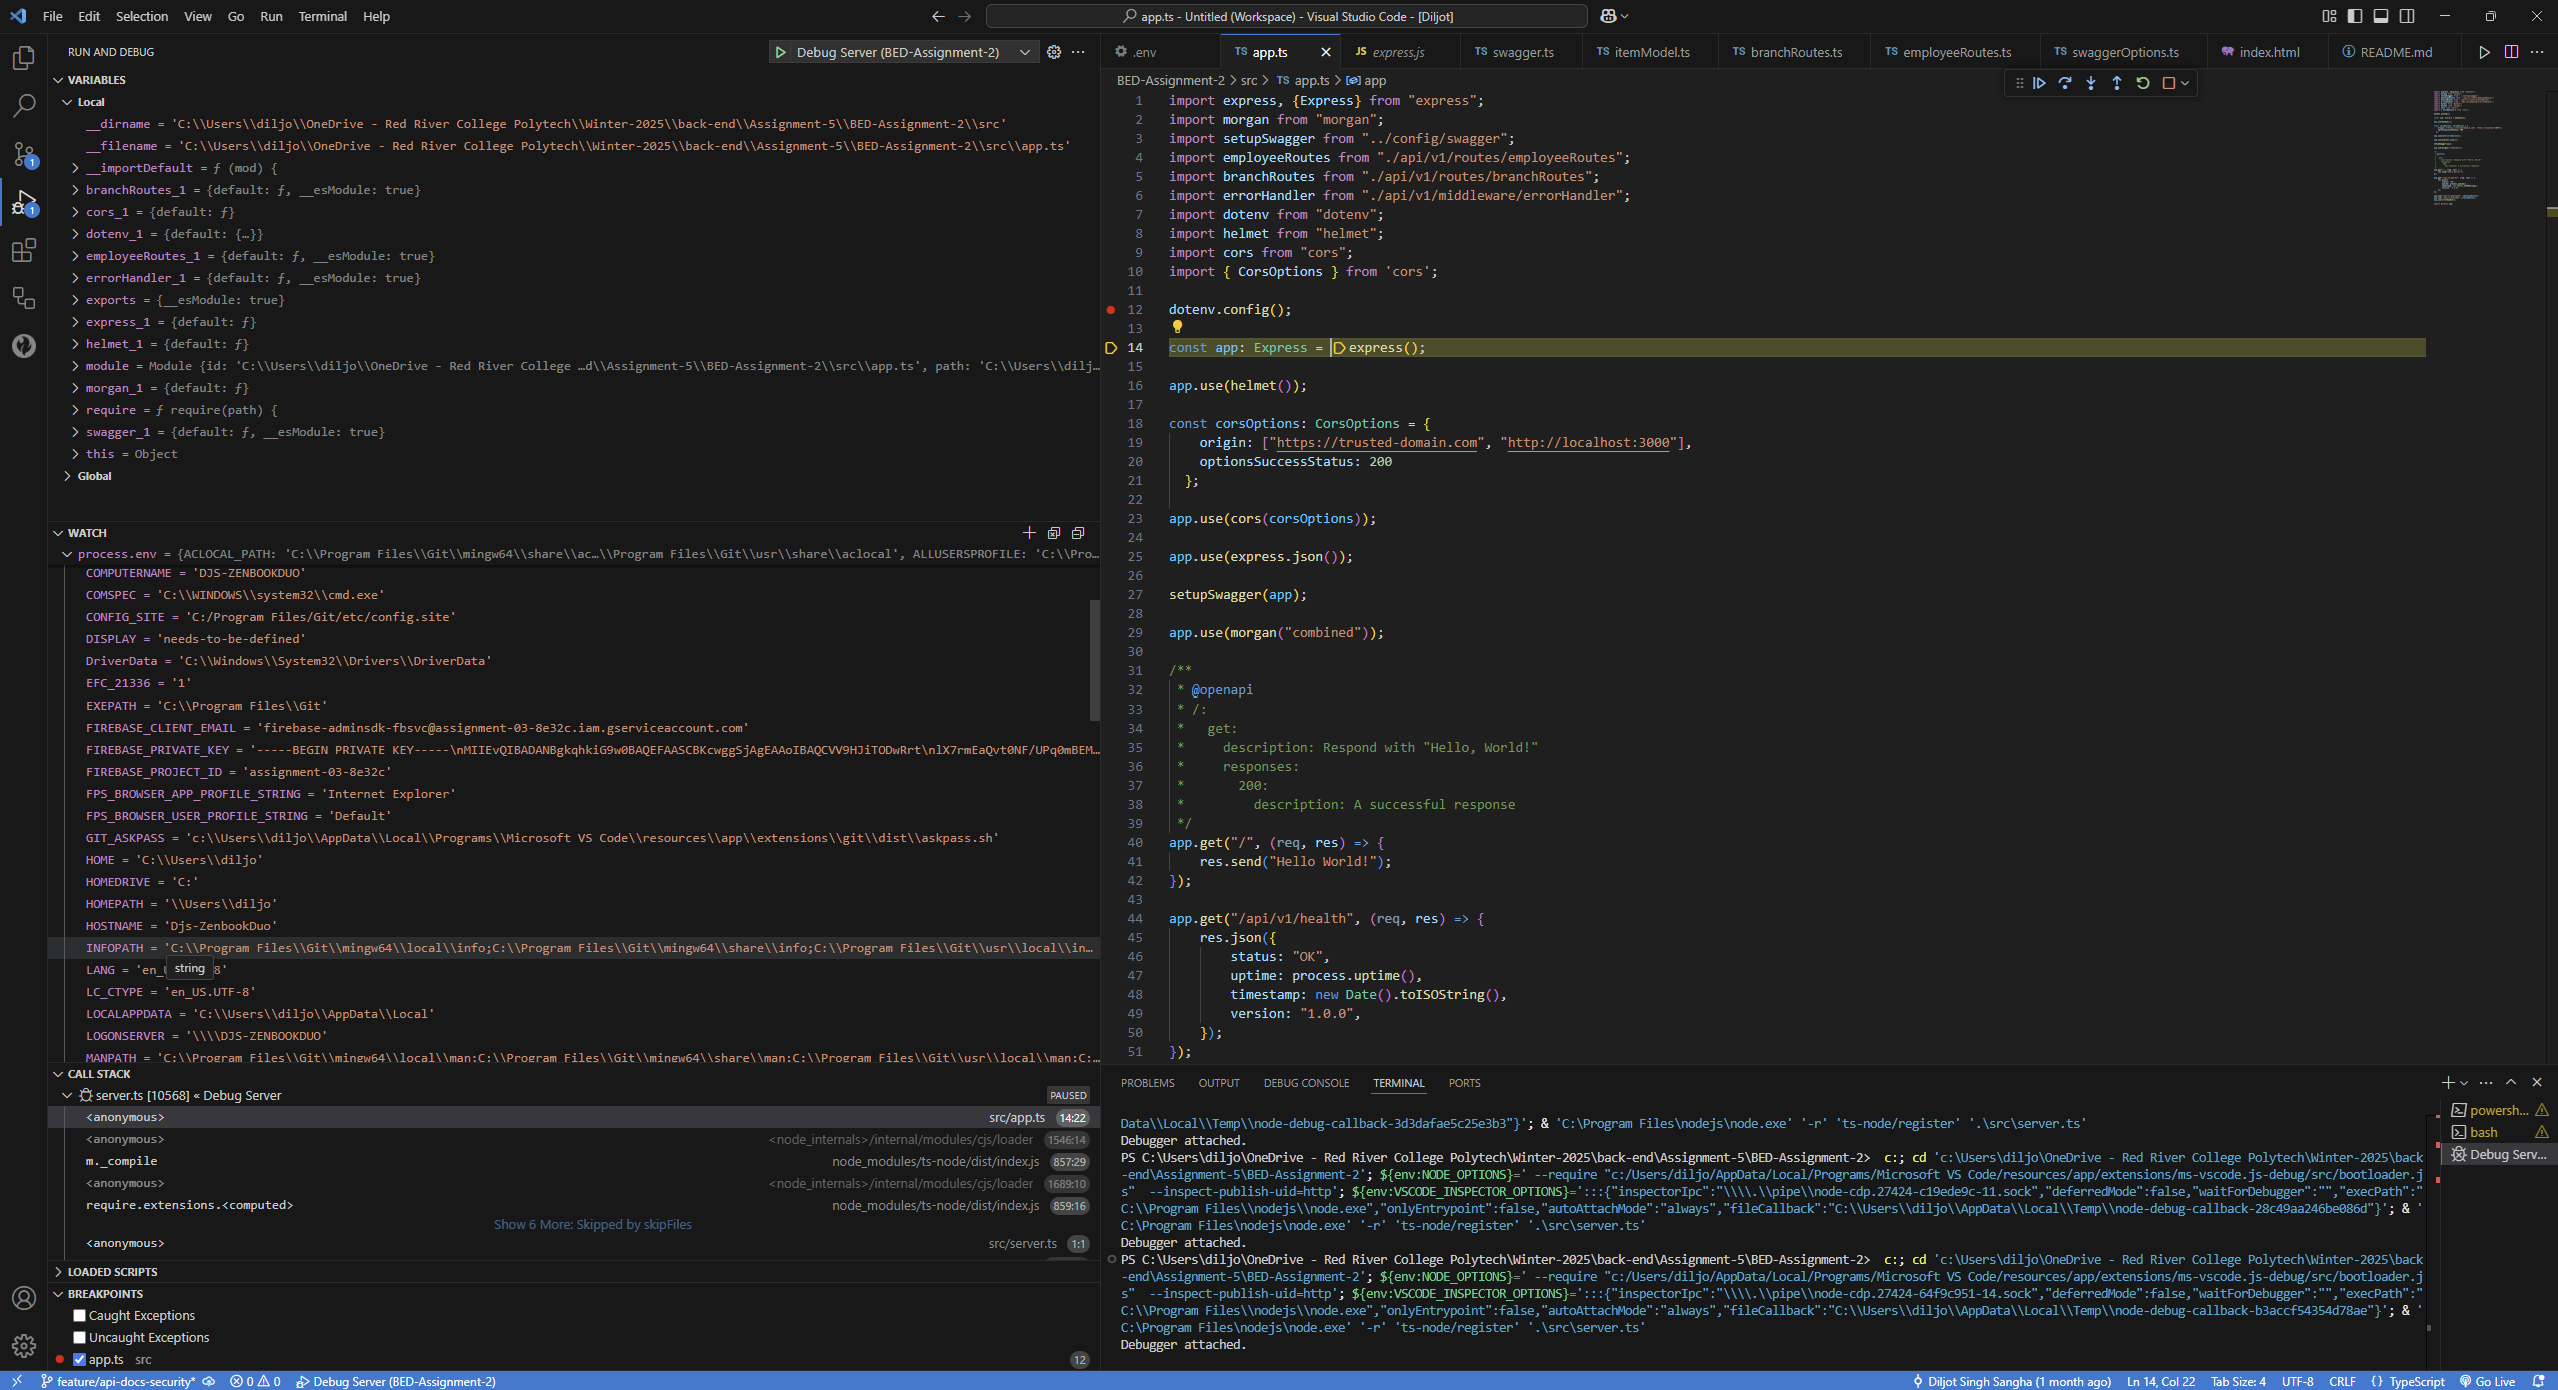 File Edit Selection View Go Run Terminal Help
app.ts - Untitled (Workspace) - Visual Studio Code - [Diljot]
RUN AND DEBUG
Debug Server (BED-Assignment-2)
VARIABLES
Local
__dirname = 'C:\\Users\\diljo\\OneDrive - Red River College Polytech\\Winter-2025\\back-end\\Assignment-5\\BED-Assignment-2\\src'
__filename = 'C:\\Users\\diljo\\OneDrive - Red River College Polytech\\Winter-2025\\back-end\\Assignment-5\\BED-Assignment-2\\src\\app.ts'
__importDefault = ƒ (mod) {
branchRoutes_1 = {default: ƒ, __esModule: true}
cors_1 = {default: ƒ}
dotenv_1 = {default: {…}}
employeeRoutes_1 = {default: ƒ, __esModule: true}
errorHandler_1 = {default: ƒ, __esModule: true}
exports = {__esModule: true}
express_1 = {default: ƒ}
helmet_1 = {default: ƒ}
module = Module {id: 'C:\\Users\\diljo\\OneDrive - Red River College …d\\Assignment-5\\BED-Assignment-2\\src\\app.ts', path: 'C:\\Users\\dilj…
morgan_1 = {default: ƒ}
require = ƒ require(path) {
swagger_1 = {default: ƒ, __esModule: true}
this = Object
Global
WATCH
process.env = {ACLOCAL_PATH: 'C:\\Program Files\\Git\\mingw64\\share\\ac…\\Program Files\\Git\\usr\\share\\aclocal', ALLUSERSPROFILE: 'C:\\Pro…
COMPUTERNAME = 'DJS-ZENBOOKDUO'
COMSPEC = 'C:\\WINDOWS\\system32\\cmd.exe'
CONFIG_SITE = 'C:/Program Files/Git/etc/config.site'
DISPLAY = 'needs-to-be-defined'
DriverData = 'C:\\Windows\\System32\\Drivers\\DriverData'
EFC_21336 = '1'
EXEPATH = 'C:\\Program Files\\Git'
FIREBASE_CLIENT_EMAIL = 'firebase-adminsdk-fbsvc@assignment-03-8e32c.iam.gserviceaccount.com'
FIREBASE_PRIVATE_KEY = '-----BEGIN PRIVATE KEY-----\nMIIEvQIBADANBgkqhkiG9w0BAQEFAASCBKcwggSjAgEAAoIBAQCVV9HJiTODwRrt\nlX7rmEaQvt0NF/UPq0mBEM…
FIREBASE_PROJECT_ID = 'assignment-03-8e32c'
FPS_BROWSER_APP_PROFILE_STRING = 'Internet Explorer'
FPS_BROWSER_USER_PROFILE_STRING = 'Default'
GIT_ASKPASS = 'c:\\Users\\diljo\\AppData\\Local\\Programs\\Microsoft VS Code\\resources\\app\\extensions\\git\\dist\\askpass.sh'
HOME = 'C:\\Users\\diljo'
HOMEDRIVE = 'C:'
HOMEPATH = '\\Users\\diljo'
HOSTNAME = 'Djs-ZenbookDuo'
INFOPATH = 'C:\\Program Files\\Git\\mingw64\\local\\info;C:\\Program Files\\Git\\mingw64\\share\\info;C:\\Program Files\\Git\\usr\\local\\in…
LANG = 'en_ string 8'
LC_CTYPE = 'en_US.UTF-8'
LOCALAPPDATA = 'C:\\Users\\diljo\\AppData\\Local'
LOGONSERVER = '\\\\DJS-ZENBOOKDUO'
MANPATH = 'C:\\Program Files\\Git\\mingw64\\local\\man;C:\\Program Files\\Git\\mingw64\\share\\man;C:\\Program Files\\Git\\usr\\local\\man;C:…
CALL STACK
server.ts [10568] « Debug Server PAUSED
<anonymous> src/app.ts 14:22
<anonymous> <node_internals>/internal/modules/cjs/loader 1546:14
m._compile node_modules/ts-node/dist/index.js 857:29
<anonymous> <node_internals>/internal/modules/cjs/loader 1689:10
require.extensions.<computed> node_modules/ts-node/dist/index.js 859:16
Show 6 More: Skipped by skipFiles
<anonymous> src/server.ts 1:1
LOADED SCRIPTS
BREAKPOINTS
Caught Exceptions
Uncaught Exceptions
app.ts src 12
.env app.ts express.js swagger.ts itemModel.ts branchRoutes.ts employeeRoutes.ts swaggerOptions.ts index.html README.md
BED-Assignment-2 > src > TS app.ts > app
1 import express, {Express} from "express";
2 import morgan from "morgan";
3 import setupSwagger from "../config/swagger";
4 import employeeRoutes from "./api/v1/routes/employeeRoutes";
5 import branchRoutes from "./api/v1/routes/branchRoutes";
6 import errorHandler from "./api/v1/middleware/errorHandler";
7 import dotenv from "dotenv";
8 import helmet from "helmet";
9 import cors from "cors";
10 import { CorsOptions } from 'cors';
11
12 dotenv.config();
13
14 const app: Express = express();
15
16 app.use(helmet());
17
18 const corsOptions: CorsOptions = {
19 origin: ["https://trusted-domain.com", "http://localhost:3000"],
20 optionsSuccessStatus: 200
21 };
22
23 app.use(cors(corsOptions));
24
25 app.use(express.json());
26
27 setupSwagger(app);
28
29 app.use(morgan("combined"));
30
31 /**
32 * @openapi
33 * /:
34 * get:
35 * description: Respond with "Hello, World!"
36 * responses:
37 * 200:
38 * description: A successful response
39 */
40 app.get("/", (req, res) => {
41 res.send("Hello World!");
42 });
43
44 app.get("/api/v1/health", (req, res) => {
45 res.json({
46 status: "OK",
47 uptime: process.uptime(),
48 timestamp: new Date().toISOString(),
49 version: "1.0.0",
50 });
51 });
PROBLEMS OUTPUT DEBUG CONSOLE TERMINAL PORTS
Data\\Local\\Temp\\node-debug-callback-3d3dafae5c25e3b3"}'; & 'C:\Program Files\nodejs\node.exe' '-r' 'ts-node/register' '.\src\server.ts'
Debugger attached.
PS C:\Users\diljo\OneDrive - Red River College Polytech\Winter-2025\back-end\Assignment-5\BED-Assignment-2> c:; cd 'c:\Users\diljo\OneDrive - Red River College Polytech\Winter-2025\back
-end\Assignment-5\BED-Assignment-2'; ${env:NODE_OPTIONS}=' --require "c:/Users/diljo/AppData/Local/Programs/Microsoft VS Code/resources/app/extensions/ms-vscode.js-debug/src/bootloader.j
s" --inspect-publish-uid=http'; ${env:VSCODE_INSPECTOR_OPTIONS}=':::{"inspectorIpc":"\\\\.\\pipe\\node-cdp.27424-c19ede9c-11.sock","deferredMode":false,"waitForDebugger":"","execPath":"
C:\\Program Files\\nodejs\\node.exe","onlyEntrypoint":false,"autoAttachMode":"always","fileCallback":"C:\\Users\\diljo\\AppData\\Local\\Temp\\node-debug-callback-28c49aa246be086d"}'; & '
C:\Program Files\nodejs\node.exe' '-r' 'ts-node/register' '.\src\server.ts'
Debugger attached.
PS C:\Users\diljo\OneDrive - Red River College Polytech\Winter-2025\back-end\Assignment-5\BED-Assignment-2> c:; cd 'c:\Users\diljo\OneDrive - Red River College Polytech\Winter-2025\back
-end\Assignment-5\BED-Assignment-2'; ${env:NODE_OPTIONS}=' --require "c:/Users/diljo/AppData/Local/Programs/Microsoft VS Code/resources/app/extensions/ms-vscode.js-debug/src/bootloader.j
s" --inspect-publish-uid=http'; ${env:VSCODE_INSPECTOR_OPTIONS}=':::{"inspectorIpc":"\\\\.\\pipe\\node-cdp.27424-64f9c951-14.sock","deferredMode":false,"waitForDebugger":"","execPath":"
C:\\Program Files\\nodejs\\node.exe","onlyEntrypoint":false,"autoAttachMode":"always","fileCallback":"C:\\Users\\diljo\\AppData\\Local\\Temp\\node-debug-callback-b3accf54354d78ae"}'; & '
C:\Program Files\nodejs\node.exe' '-r' 'ts-node/register' '.\src\server.ts'
Debugger attached.
powersh...
bash
Debug Serv...
feature/api-docs-security* 0 0 Debug Server (BED-Assignment-2)
Diljot Singh Sangha (1 month ago) Ln 14, Col 22 Tab Size: 4 UTF-8 CRLF {} TypeScript Go Live